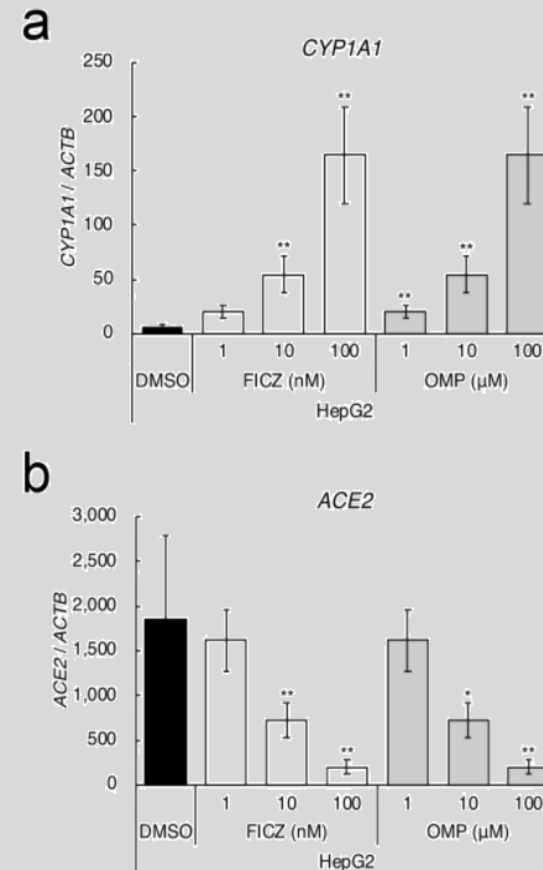 a
CYP1A1
250
200
150
100
50
0
CYP1A1 / ACTB
** ** ** ** **
1 10 100 1 10 100
DMSO FICZ (nM) OMP (µM)
HepG2
b
ACE2
3,000
2,500
2,000
1,500
1,000
500
0
ACE2 / ACTB
** ** * **
1 10 100 1 10 100
DMSO FICZ (nM) OMP (µM)
HepG2